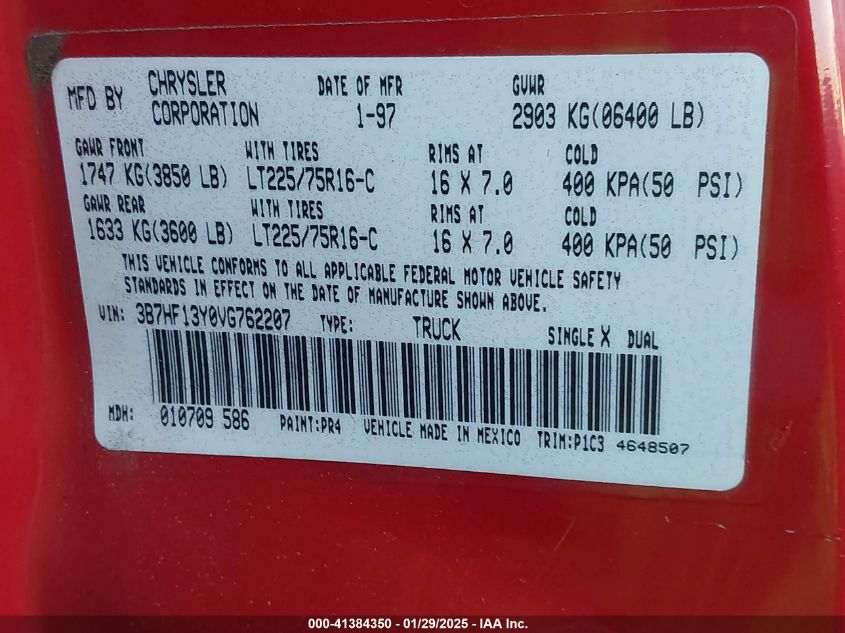 MFD BY CHRYSLER CORPORATION DATE OF MFR 1-97 GVWR 2903 KG(06400 LB)
GAWR FRONT WITH TIRES RIMS AT COLD
1747 KG(3850 LB) LT225/75R16-C 16 X 7.0 400 KPA(50 PSI)
GAWR REAR WITH TIRES RIMS AT COLD
1633 KG(3600 LB) LT225/75R16-C 16 X 7.0 400 KPA(50 PSI)
THIS VEHICLE CONFORMS TO ALL APPLICABLE FEDERAL MOTOR VEHICLE SAFETY
STANDARDS IN EFFECT ON THE DATE OF MANUFACTURE SHOWN ABOVE.
VIN: 3B7HF13Y0VG762207 TYPE: TRUCK SINGLE X DUAL
MDH: 010709 586 PAINT:PR4 VEHICLE MADE IN MEXICO TRIM:P1C3 4648507
000-41384350 / 01/29/2025 - IAA Inc.